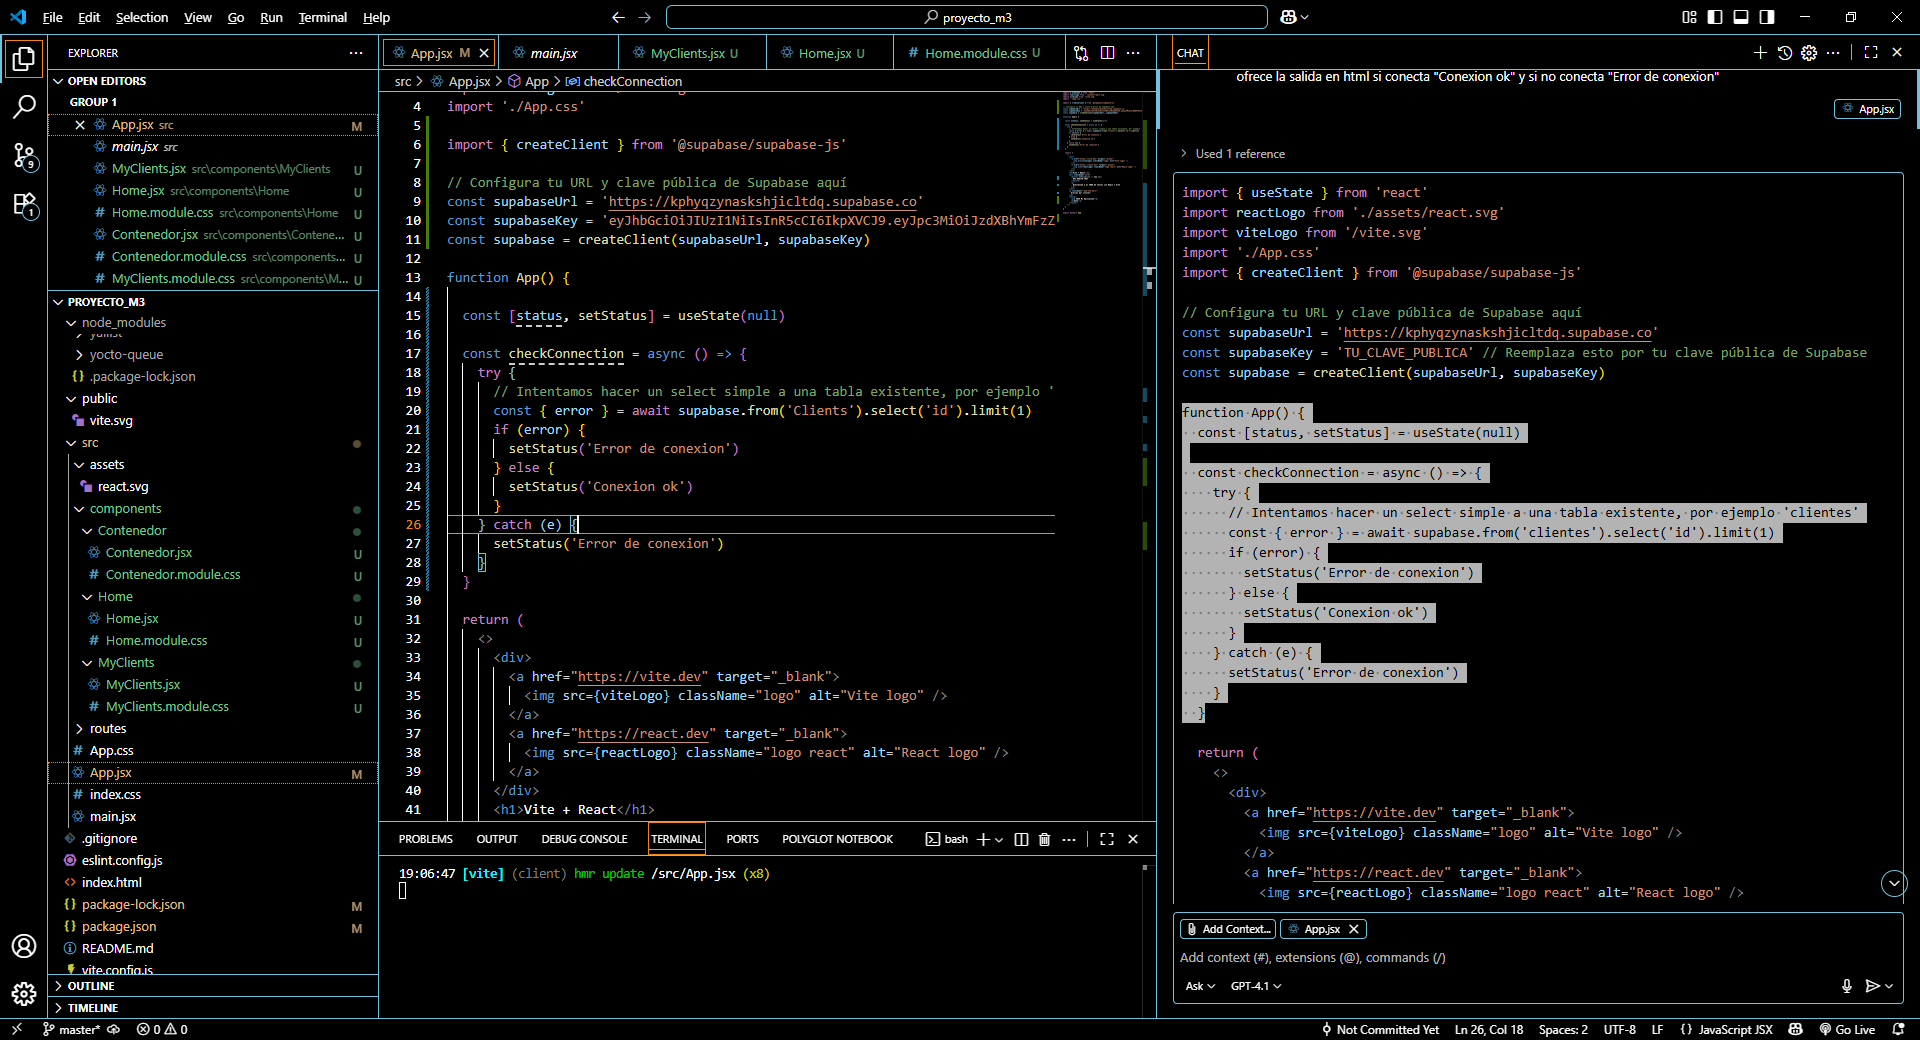 File Edit Selection View Go Run Terminal Help
proyecto_m3
EXPLORER
OPEN EDITORS
GROUP 1
App.jsx src M
main.jsx src
MyClients.jsx src\components\MyClients U
Home.jsx src\components\Home U
Home.module.css src\components\Home U
Contenedor.jsx src\components\Contene... U
Contenedor.module.css src\components... U
MyClients.module.css src\components\M... U
PROYECTO_M3
node_modules
yocto-queue
.package-lock.json
public
vite.svg
src
assets
react.svg
components
Contenedor
Contenedor.jsx U
Contenedor.module.css U
Home
Home.jsx U
Home.module.css U
MyClients
MyClients.jsx U
MyClients.module.css U
routes
App.css
App.jsx M
index.css
main.jsx
.gitignore
eslint.config.js
index.html
package-lock.json M
package.json M
README.md
vite.config.js
OUTLINE
TIMELINE
9
1
App.jsx M
main.jsx
MyClients.jsx U
Home.jsx U
Home.module.css U
src > App.jsx > App > checkConnection
4 import './App.css'
5
6 import { createClient } from '@supabase/supabase-js'
7
8 // Configura tu URL y clave pública de Supabase aquí
9 const supabaseUrl = 'https://kphyqzynaskshjicltdq.supabase.co'
10 const supabaseKey = 'eyJhbGciOiJIUzI1NiIsInR5cCI6IkpXVCJ9.eyJpc3MiOiJzdXBhYmFzZ
11 const supabase = createClient(supabaseUrl, supabaseKey)
12
13 function App() {
14
15 const [status, setStatus] = useState(null)
16
17 const checkConnection = async () => {
18 try {
19 // Intentamos hacer un select simple a una tabla existente, por ejemplo '
20 const { error } = await supabase.from('Clients').select('id').limit(1)
21 if (error) {
22 setStatus('Error de conexion')
23 } else {
24 setStatus('Conexion ok')
25 }
26 } catch (e) {
27 setStatus('Error de conexion')
28 }
29 }
30
31 return (
32 <>
33 <div>
34 <a href="https://vite.dev" target="_blank">
35 <img src={viteLogo} className="logo" alt="Vite logo" />
36 </a>
37 <a href="https://react.dev" target="_blank">
38 <img src={reactLogo} className="logo react" alt="React logo" />
39 </a>
40 </div>
41 <h1>Vite + React</h1>
PROBLEMS OUTPUT DEBUG CONSOLE TERMINAL PORTS POLYGLOT NOTEBOOK
bash
19:06:47 [vite] (client) hmr update /src/App.jsx (x8)
CHAT
ofrece la salida en html si conecta "Conexion ok" y si no conecta "Error de conexion"
App.jsx
Used 1 reference
import { useState } from 'react'
import reactLogo from './assets/react.svg'
import viteLogo from '/vite.svg'
import './App.css'
import { createClient } from '@supabase/supabase-js'
// Configura tu URL y clave pública de Supabase aquí
const supabaseUrl = 'https://kphyqzynaskshjicltdq.supabase.co'
const supabaseKey = 'TU_CLAVE_PUBLICA' // Reemplaza esto por tu clave pública de Supabase
const supabase = createClient(supabaseUrl, supabaseKey)
function App() {
const [status, setStatus] = useState(null)
const checkConnection = async () => {
try {
// Intentamos hacer un select simple a una tabla existente, por ejemplo 'clientes'
const { error } = await supabase.from('clientes').select('id').limit(1)
if (error) {
setStatus('Error de conexion')
} else {
setStatus('Conexion ok')
}
} catch (e) {
setStatus('Error de conexion')
}
}
return (
<>
<div>
<a href="https://vite.dev" target="_blank">
<img src={viteLogo} className="logo" alt="Vite logo" />
</a>
<a href="https://react.dev" target="_blank">
<img src={reactLogo} className="logo react" alt="React logo" />
Add Context...
App.jsx
Add context (#), extensions (@), commands (/)
Ask GPT-4.1
master* 0 0
Not Committed Yet Ln 26, Col 18 Spaces: 2 UTF-8 LF {} JavaScript JSX Go Live